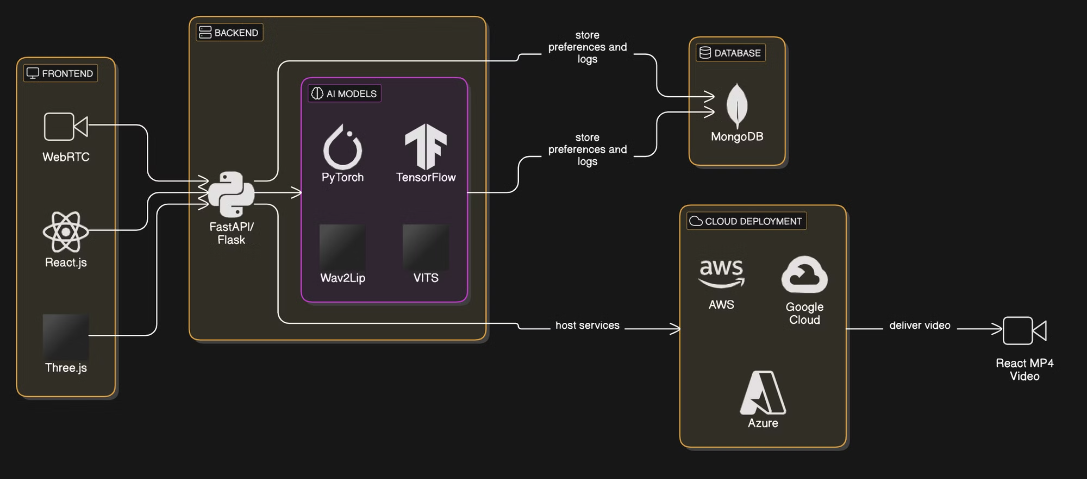 FRONTEND
WebRTC
React.js
Three.js
BACKEND
FastAPI/
Flask
AI MODELS
PyTorch
TensorFlow
Wav2Lip
VITS
store
preferences and
logs
store
preferences and
logs
host services
DATABASE
MongoDB
CLOUD DEPLOYMENT
aws
AWS
Google
Cloud
Azure
deliver video
React MP4
Video